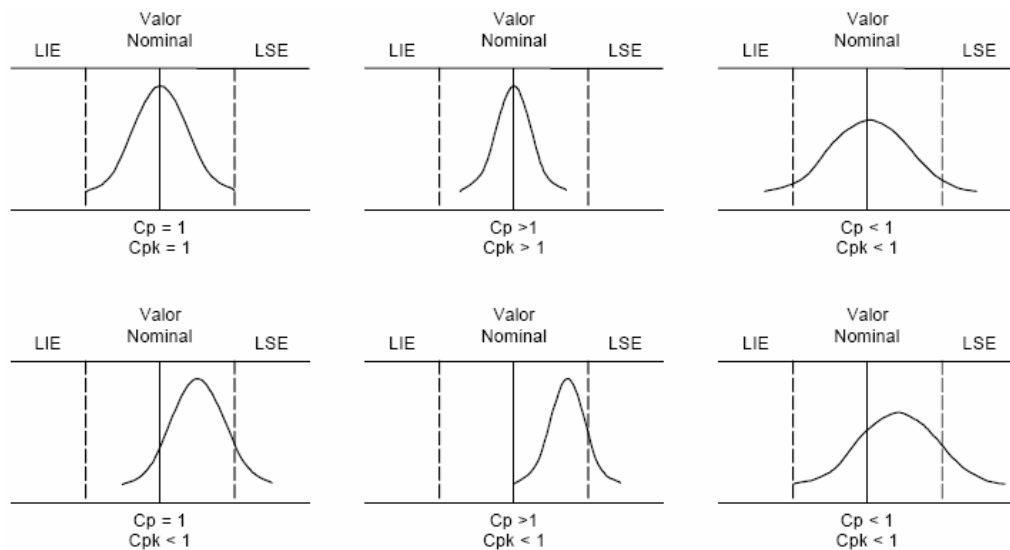 Valor
Nominal
LIE
LSE
Cp = 1
Cpk = 1
Valor
Nominal
LIE
LSE
Cp >1
Cpk > 1
Valor
Nominal
LIE
LSE
Cp < 1
Cpk < 1
Valor
Nominal
LIE
LSE
Cp = 1
Cpk < 1
Valor
Nominal
LIE
LSE
Cp >1
Cpk < 1
Valor
Nominal
LIE
LSE
Cp < 1
Cpk < 1